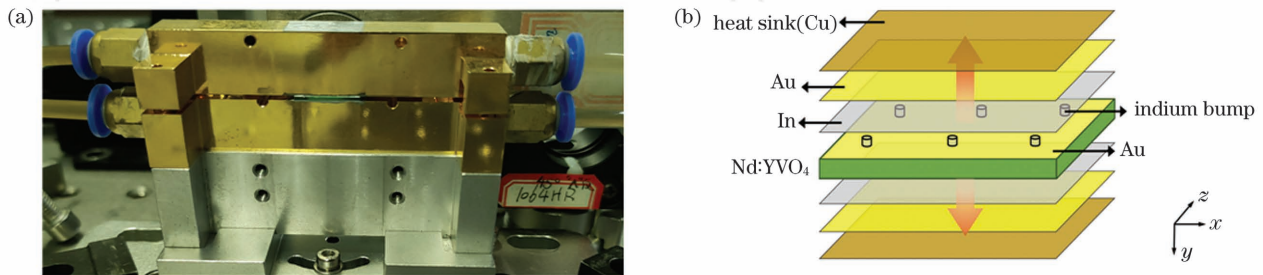 (a)
1064HR
(b)
heat sink(Cu)
Au
In
indium bump
Au
Nd:YVO₄
z
x
y